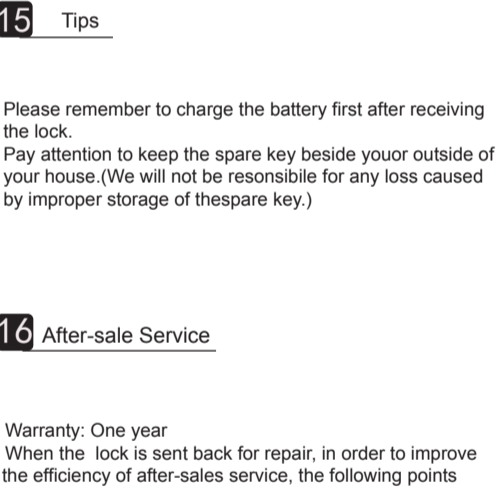 15 Tips
Please remember to charge the battery first after receiving
the lock.
Pay attention to keep the spare key beside youor outside of
your house.(We will not be resonsibile for any loss caused
by improper storage of thespare key.)
16 After-sale Service
Warranty: One year
When the lock is sent back for repair, in order to improve
the efficiency of after-sales service, the following points